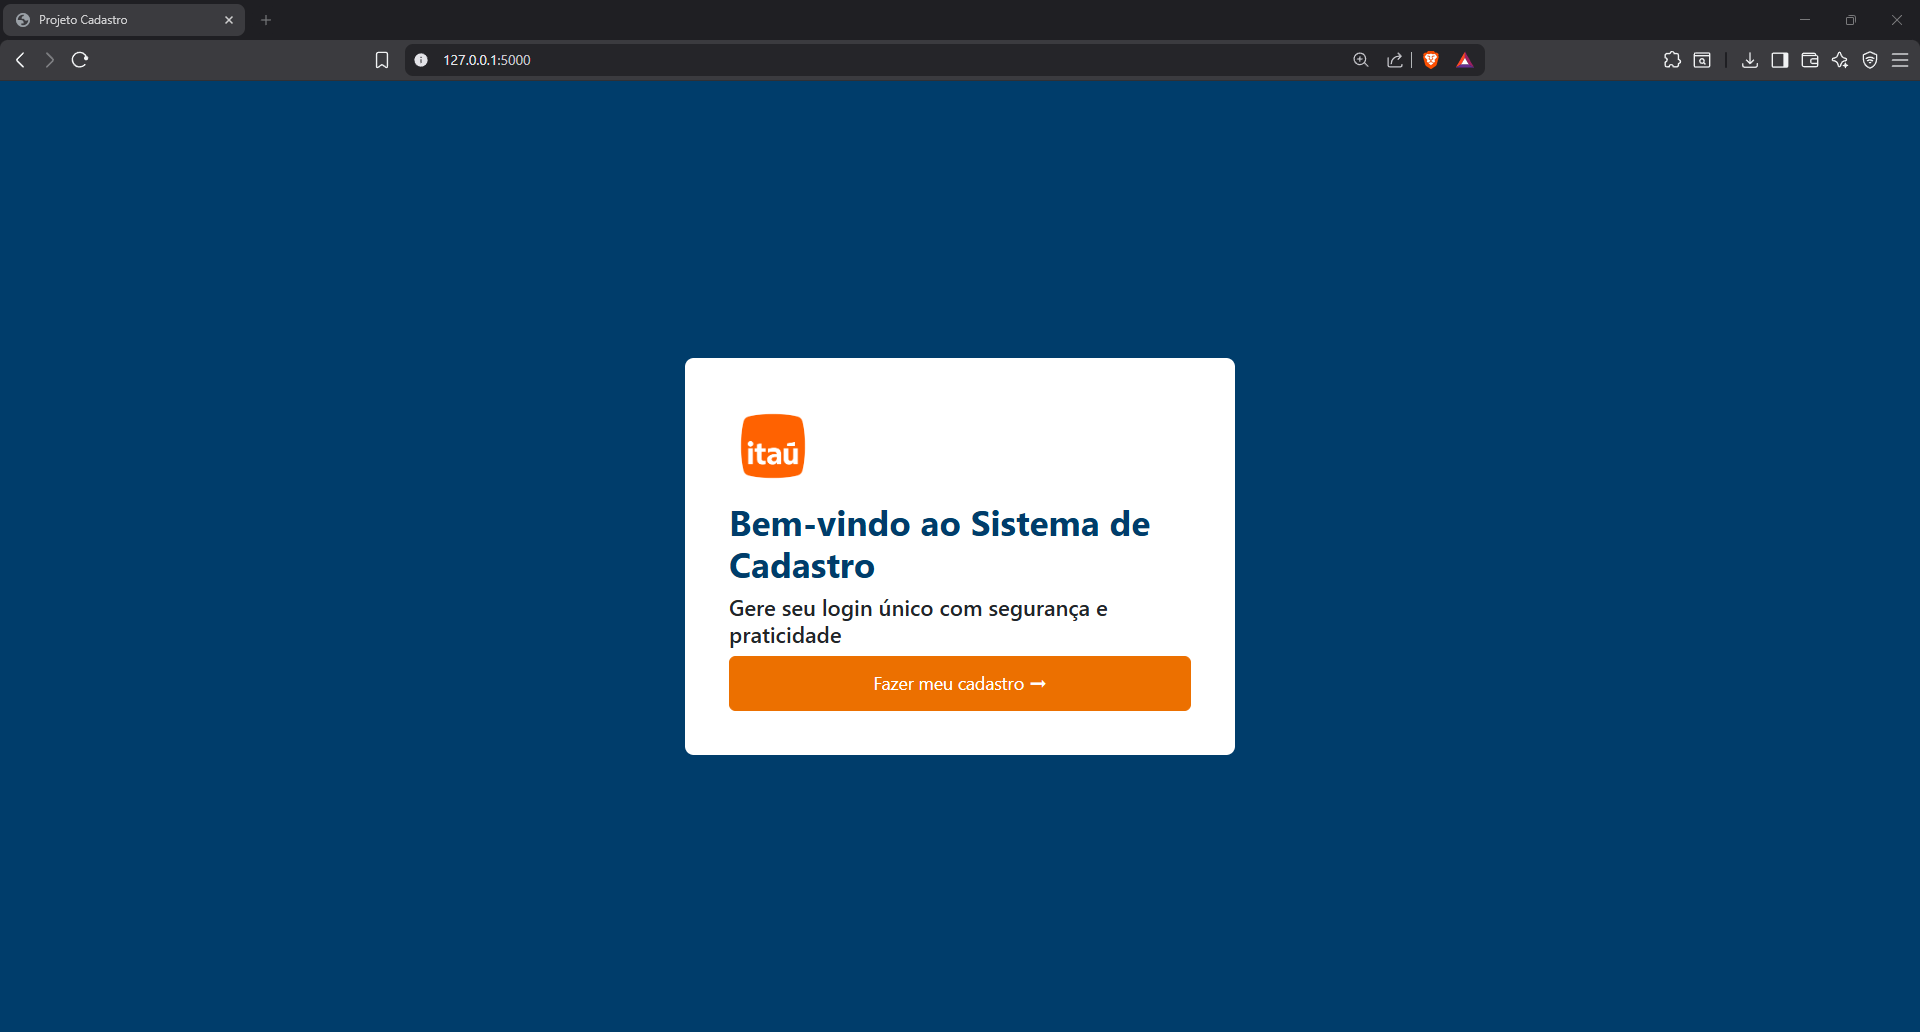 Projeto Cadastro
127.0.0.1:5000
itaú
Bem-vindo ao Sistema de
Cadastro
Gere seu login único com segurança e
praticidade
Fazer meu cadastro ➞